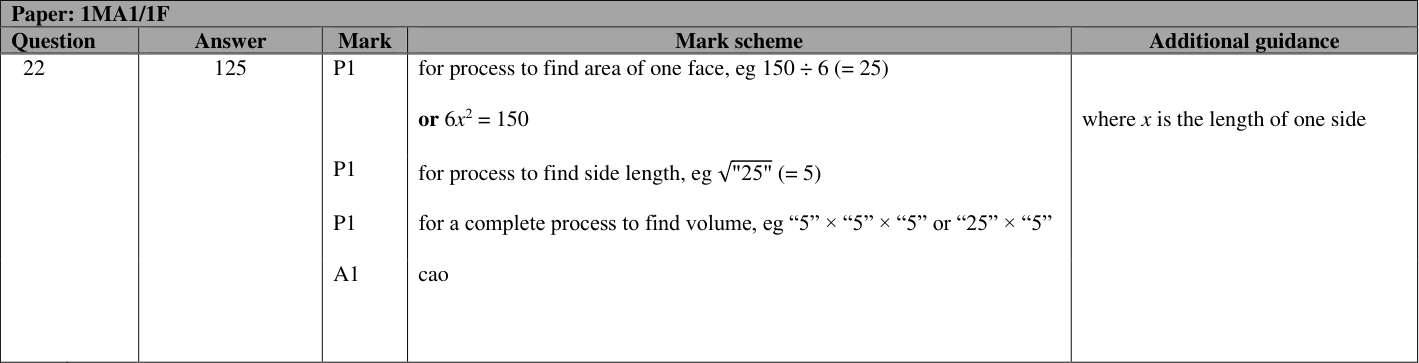 Paper: 1MA1/1F
Question Answer Mark Mark scheme Additional guidance
22 125 P1 for process to find area of one face, eg 150 ÷ 6 (= 25)
or 6x² = 150 where x is the length of one side
P1 for process to find side length, eg √"25" (= 5)
P1 for a complete process to find volume, eg “5” × “5” × “5” or “25” × “5”
A1 cao